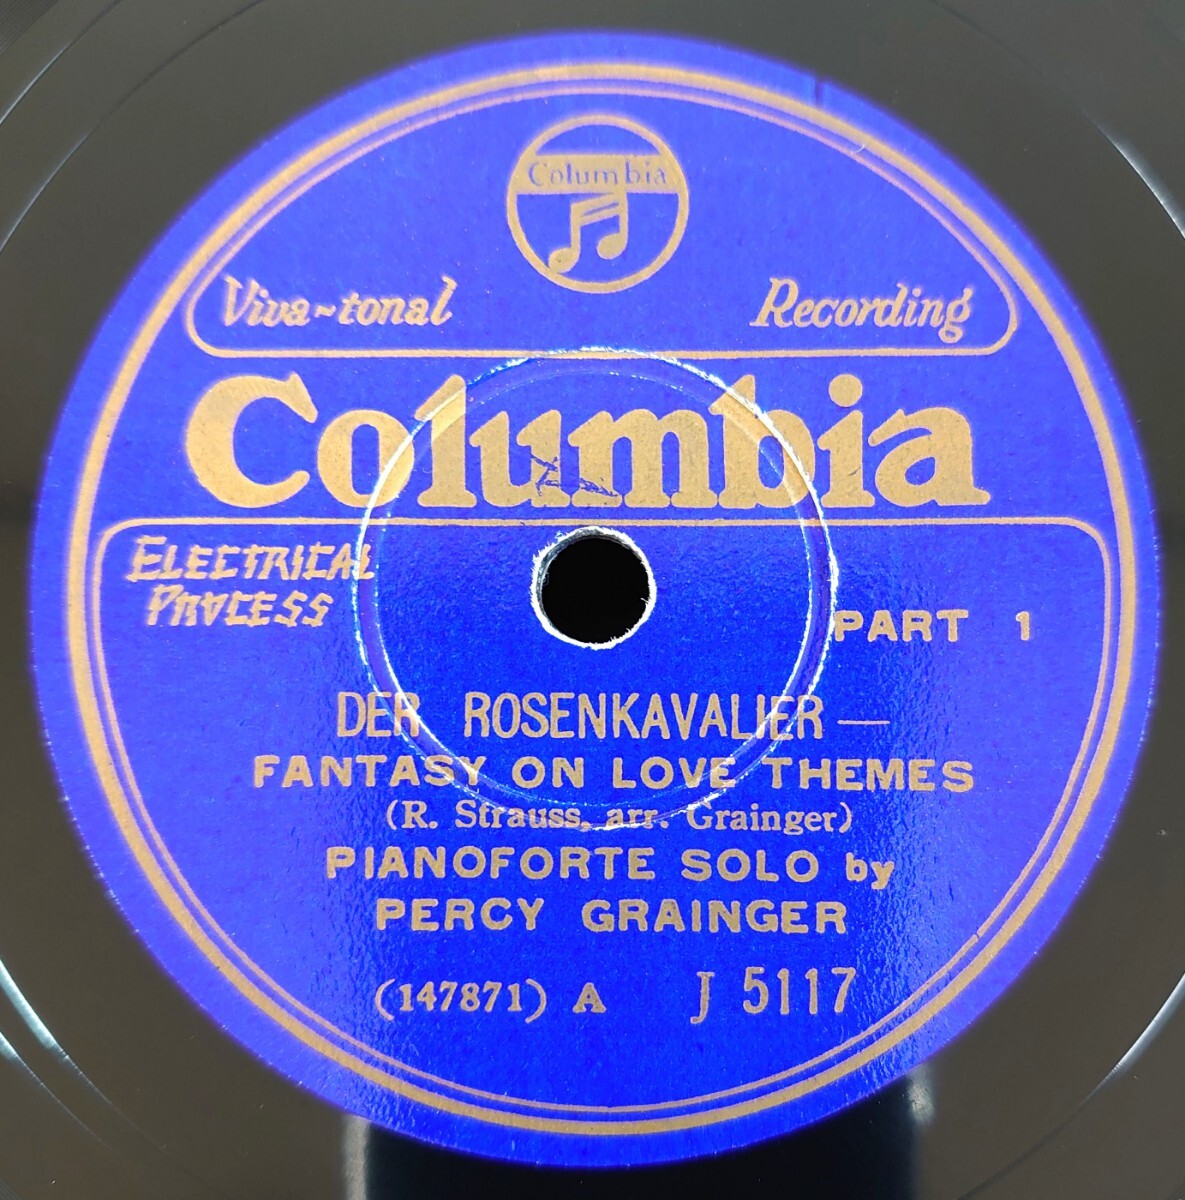 Columbia
Viva-tonal Recording
Columbia
ELECTRICAL
PROCESS
PART 1
DER ROSENKAVALIER—
FANTASY ON LOVE THEMES
(R. Strauss, arr. Grainger)
PIANOFORTE SOLO by
PERCY GRAINGER
(147871) A J 5117